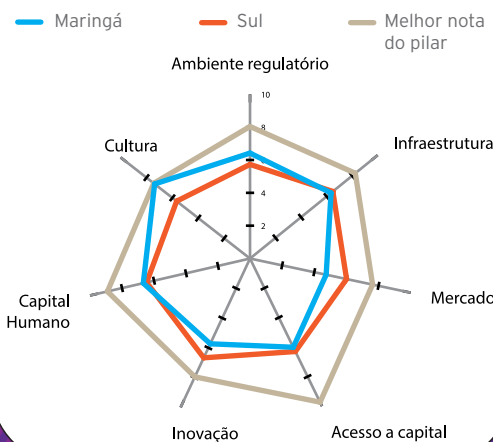 Maringá
Sul
Melhor nota
do pilar
Ambiente regulatório
10
8
Cultura
Infraestrutura
4
2
Capital
Humano
Mercado
Inovação
Acesso a capital